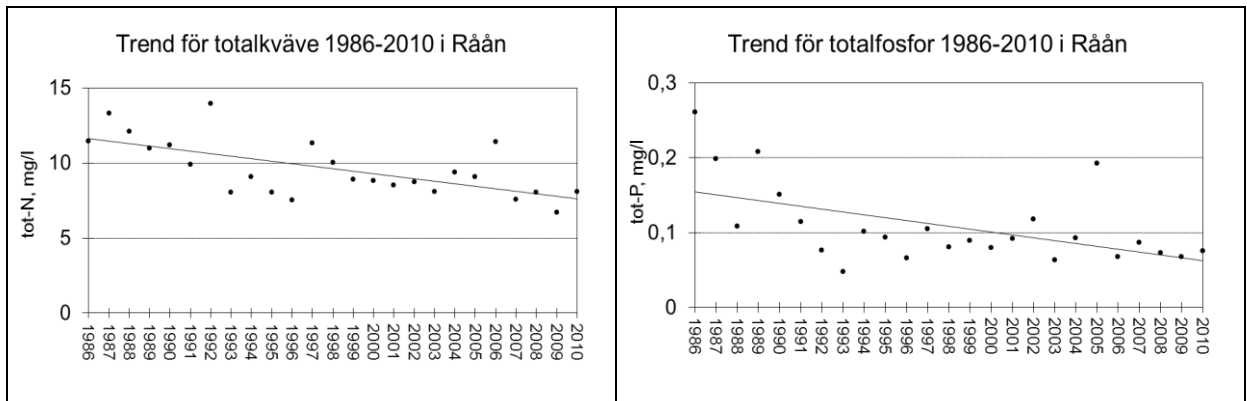 Trend för totalkväve 1986-2010 i Råån
15
10
5
0
tot-N, mg/l
1986 1987 1988 1989 1990 1991 1992 1993 1994 1995 1996 1997 1998 1999 2000 2001 2002 2003 2004 2005 2006 2007 2008 2009 2010
Trend för totalfosfor 1986-2010 i Råån
0,3
0,2
0,1
0
tot-P, mg/l
1986 1987 1988 1989 1990 1991 1992 1993 1994 1995 1996 1997 1998 1999 2000 2001 2002 2003 2004 2005 2006 2007 2008 2009 2010